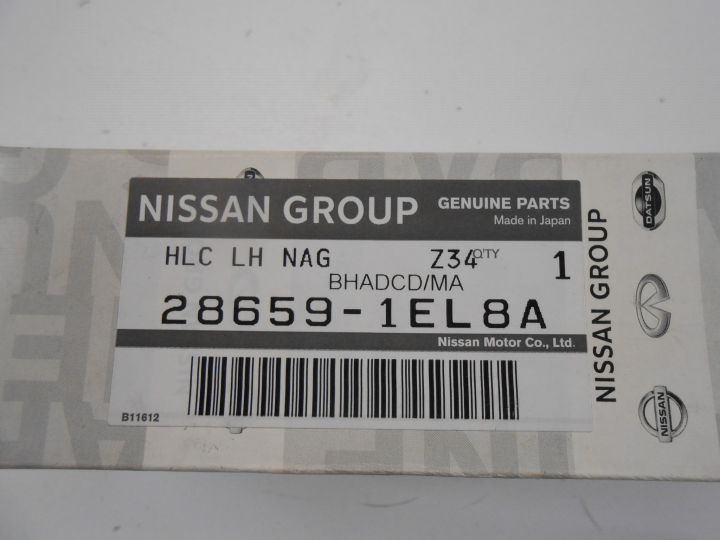 NISSAN GROUP GENUINE PARTS
Made in Japan
HLC LH NAG Z34 Q'TY 1
BHADCD/MA
28659-1EL8A
Nissan Motor Co., Ltd.
B11612
NISSAN GROUP
DATSUN
NISSAN